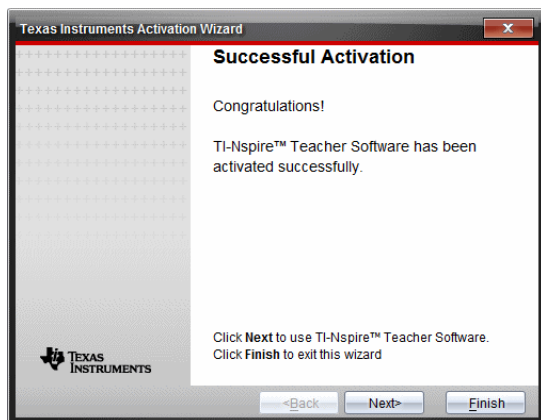 Texas Instruments Activation Wizard
Successful Activation
Congratulations!
TI-Nspire™ Teacher Software has been
activated successfully.
Click Next to use TI-Nspire™ Teacher Software.
Click Finish to exit this wizard
TEXAS
INSTRUMENTS
<Back Next> Finish